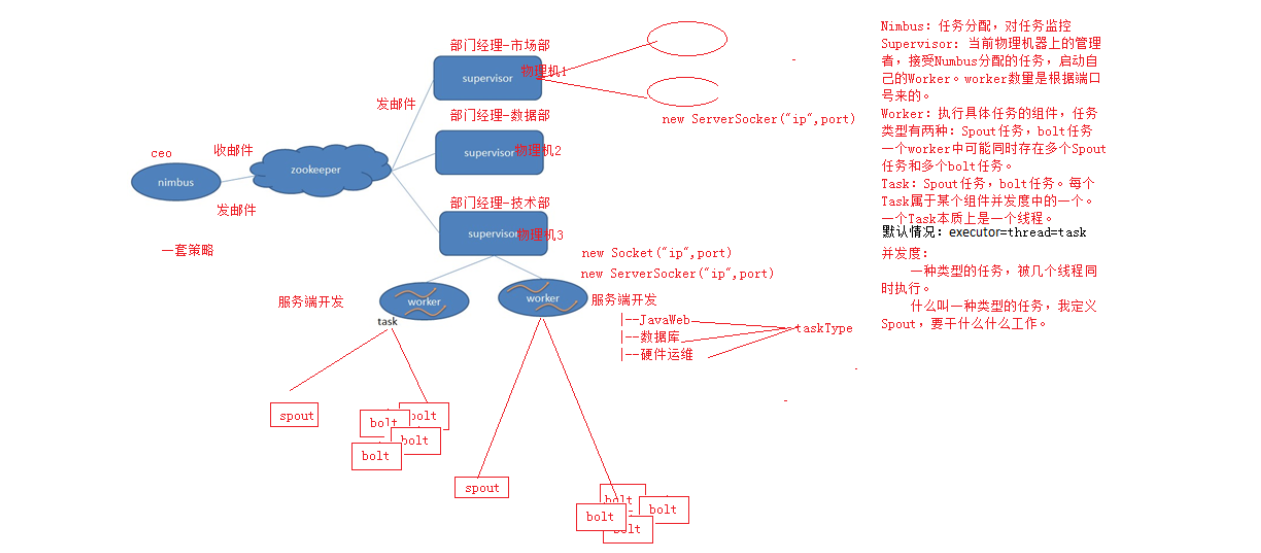 部门经理-市场部
supervisor
物理机1
发邮件
部门经理-数据部
new ServerSocker("ip",port)
supervisor
物理机2
ceo
收邮件
zookeeper
nimbus
发邮件
部门经理-技术部
supervisor
物理机3
一套策略
new Socket("ip",port)
new ServerSocker("ip",port)
服务端开发
worker
worker
服务端开发
task
|--JavaWeb
|--数据库
|--硬件运维
taskType
spout
bolt
bolt
bolt
bolt
spout
bolt
bolt
bolt
bolt
Nimbus: 任务分配，对任务监控
Supervisor: 当前物理机器上的管理
者，接受Numbus分配的任务，启动自
己的Worker。worker数量是根据端口
号来的。
Worker: 执行具体任务的组件，任务
类型有两种：Spout任务，bolt任务
一个worker中可能同时存在多个Spout
任务和多个bolt任务。
Task：Spout任务，bolt任务。每个
Task属于某个组件并发度中的一个。
一个Task本质上是一个线程。
默认情况：executor=thread=task
并发度：
一种类型的任务，被几个线程同
时执行。
什么叫一种类型的任务，我定义
Spout，要干什么什么工作。